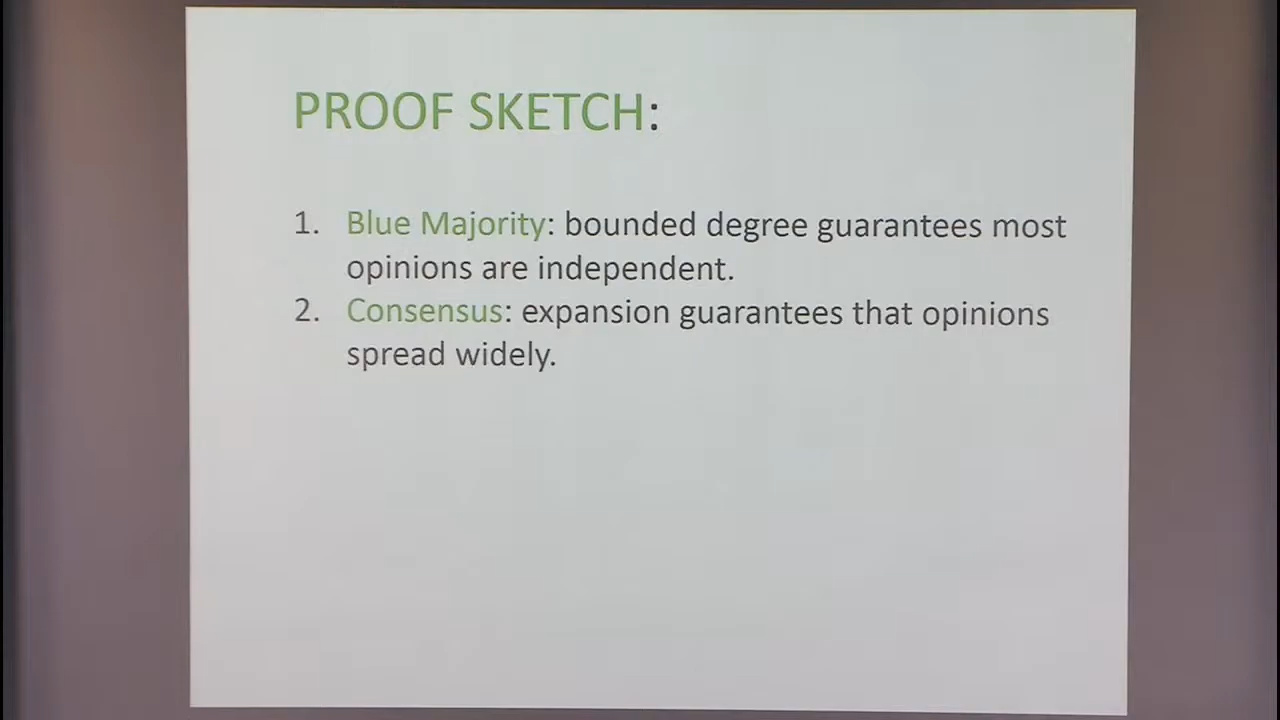 PROOF SKETCH:
1. Blue Majority: bounded degree guarantees most
opinions are independent.
2. Consensus: expansion guarantees that opinions
spread widely.